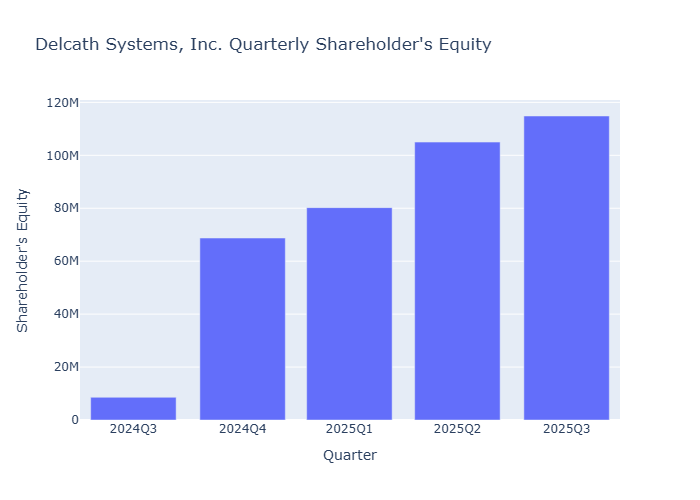 Delcath Systems, Inc. Quarterly Shareholder's Equity
120M
100M
80M
60M
40M
20M
0
Shareholder's Equity
2024Q3 2024Q4 2025Q1 2025Q2 2025Q3
Quarter